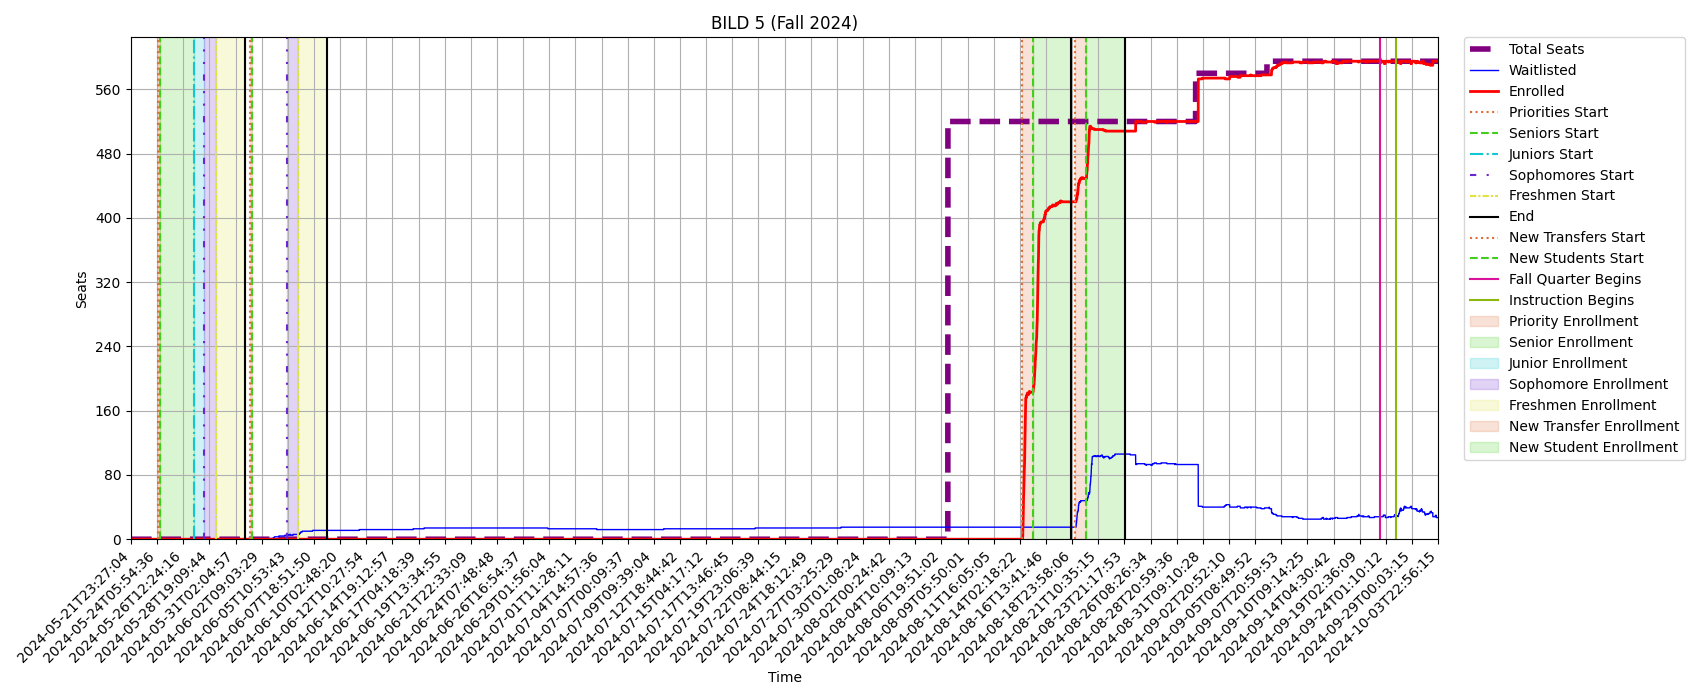 BILD 5 (Fall 2024)
Seats
560
480
400
320
240
160
80
0
2024-05-21T23:27:04
2024-05-24T05:54:36
2024-05-26T12:24:16
2024-05-28T19:09:44
2024-05-31T02:04:57
2024-06-02T09:03:29
2024-06-05T10:53:43
2024-06-07T18:51:50
2024-06-10T02:48:20
2024-06-12T10:27:54
2024-06-14T19:12:57
2024-06-17T04:18:39
2024-06-19T13:34:55
2024-06-21T22:33:09
2024-06-24T07:48:48
2024-06-26T16:54:37
2024-06-29T01:56:04
2024-07-01T11:28:11
2024-07-04T14:57:36
2024-07-07T00:09:37
2024-07-09T09:39:04
2024-07-12T18:44:42
2024-07-15T04:17:12
2024-07-17T13:46:45
2024-07-19T23:06:39
2024-07-22T08:44:15
2024-07-24T18:12:49
2024-07-27T03:25:29
2024-07-30T01:08:24
2024-08-02T01:24:42
2024-08-04T10:09:13
2024-08-06T19:51:02
2024-08-09T05:50:01
2024-08-11T16:05:05
2024-08-14T02:18:22
2024-08-16T13:41:46
2024-08-18T23:58:06
2024-08-21T10:35:15
2024-08-23T21:17:53
2024-08-26T08:26:34
2024-08-28T20:59:36
2024-08-31T09:10:28
2024-09-02T20:52:10
2024-09-05T08:49:52
2024-09-07T20:59:53
2024-09-10T09:14:25
2024-09-14T04:30:42
2024-09-19T02:36:09
2024-09-24T01:10:12
2024-09-29T00:03:15
2024-10-03T22:56:15
Time
Total Seats
Waitlisted
Enrolled
Priorities Start
Seniors Start
Juniors Start
Sophomores Start
Freshmen Start
End
New Transfers Start
New Students Start
Fall Quarter Begins
Instruction Begins
Priority Enrollment
Senior Enrollment
Junior Enrollment
Sophomore Enrollment
Freshmen Enrollment
New Transfer Enrollment
New Student Enrollment